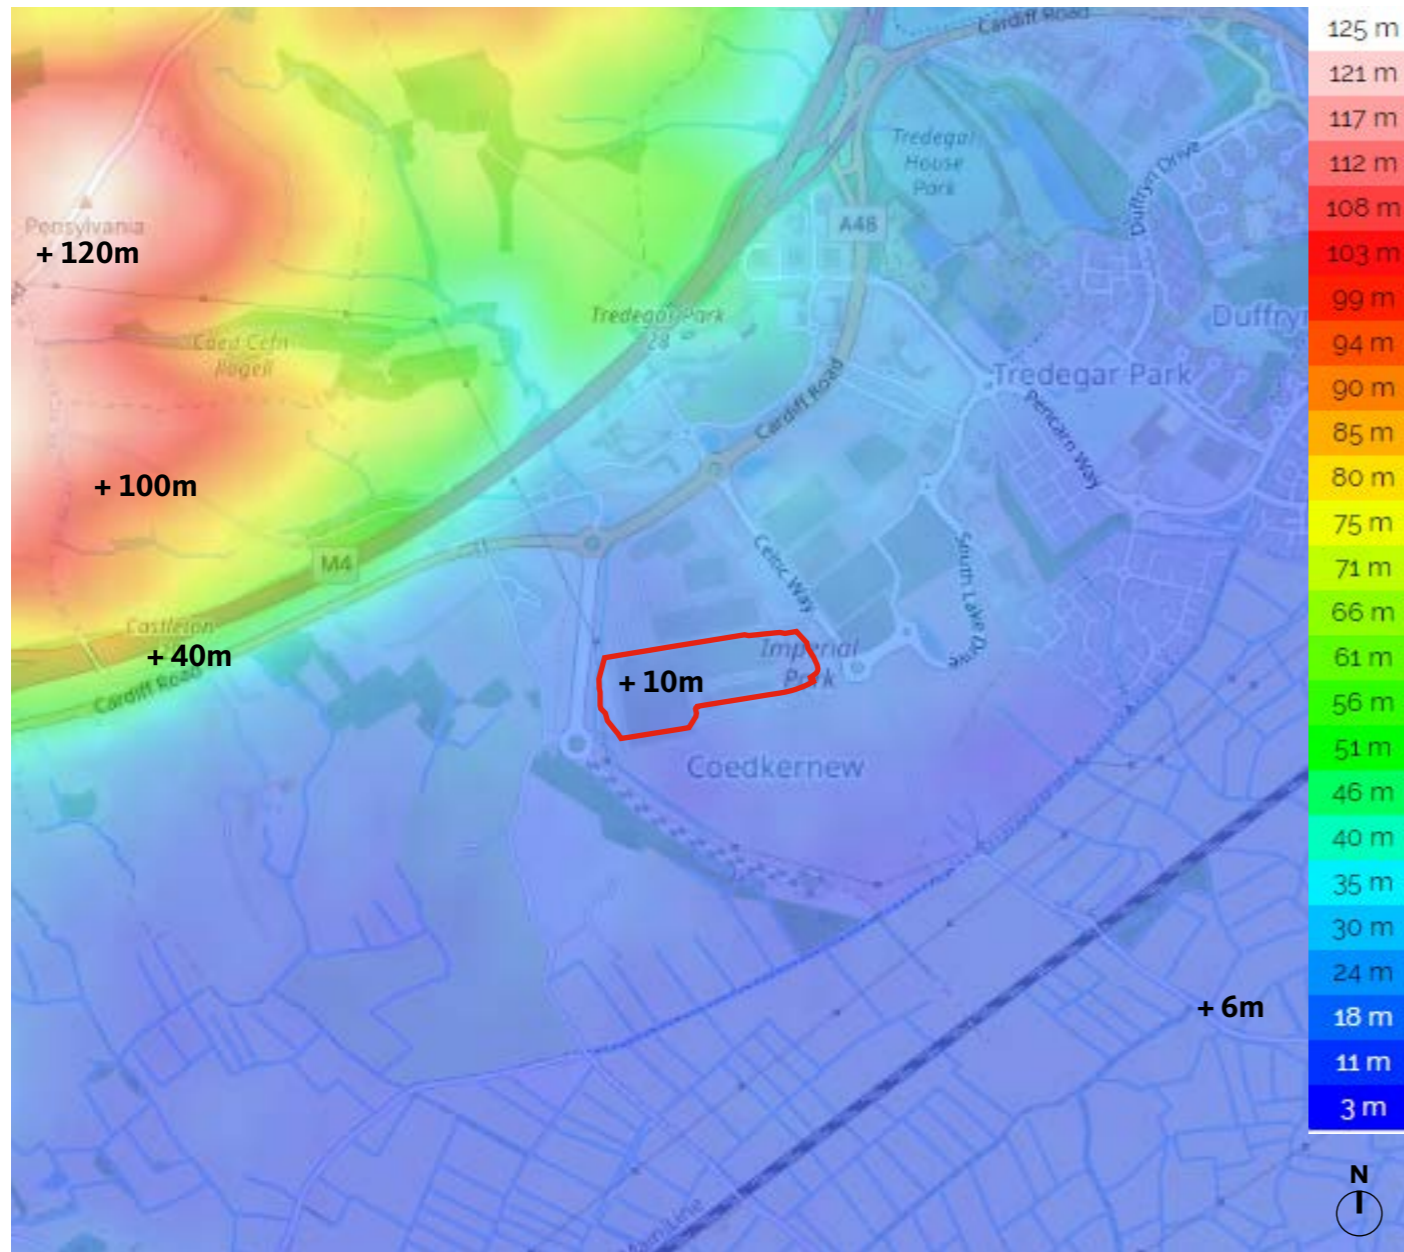 Cardiff Road
Tredegar
House
Park
Duffryn Drive
Pensylvania
+ 120m
A48
Tredegar Park
28
Duffryn
Coed Cefn
Rogell
Tredegar Park
Cardiff Road
Pencarn Way
+ 100m
M4
Celtic Way
South Lake Drive
Castleton
+ 40m
Cardiff Road
Imperial
Park
+ 10m
Coedkernew
+ 6m
125 m
121 m
117 m
112 m
108 m
103 m
99 m
94 m
90 m
85 m
80 m
75 m
71 m
66 m
61 m
56 m
51 m
46 m
40 m
35 m
30 m
24 m
18 m
11 m
3 m
N